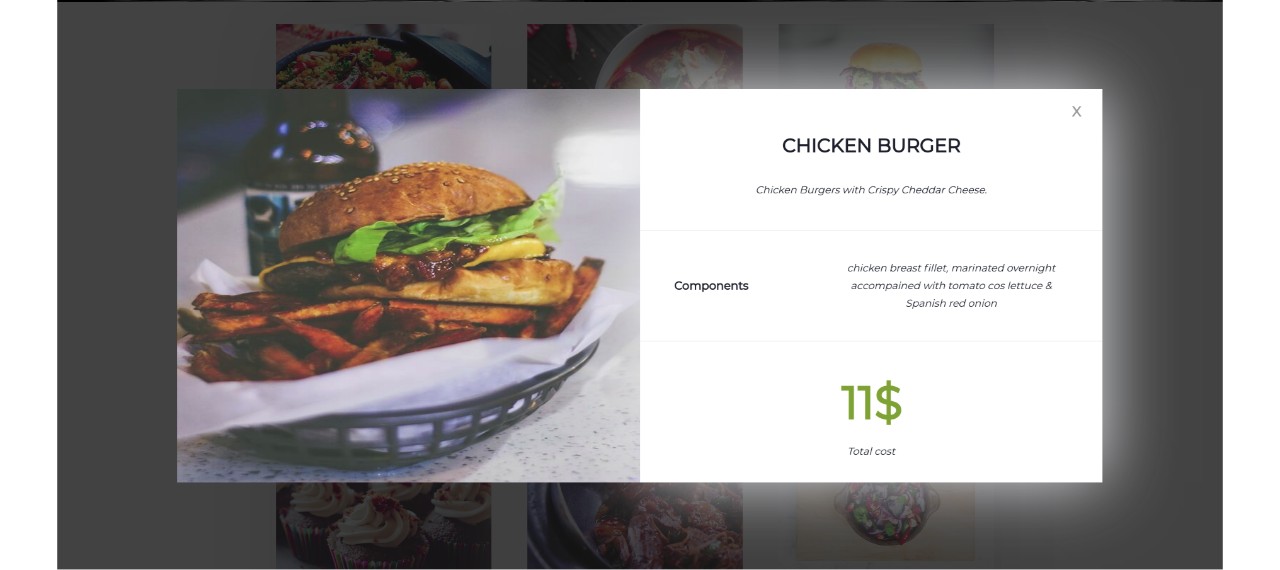 X
CHICKEN BURGER
Chicken Burgers with Crispy Cheddar Cheese.
Components
chicken breast fillet, marinated overnight
accompained with tomato cos lettuce &
Spanish red onion
11$
Total cost